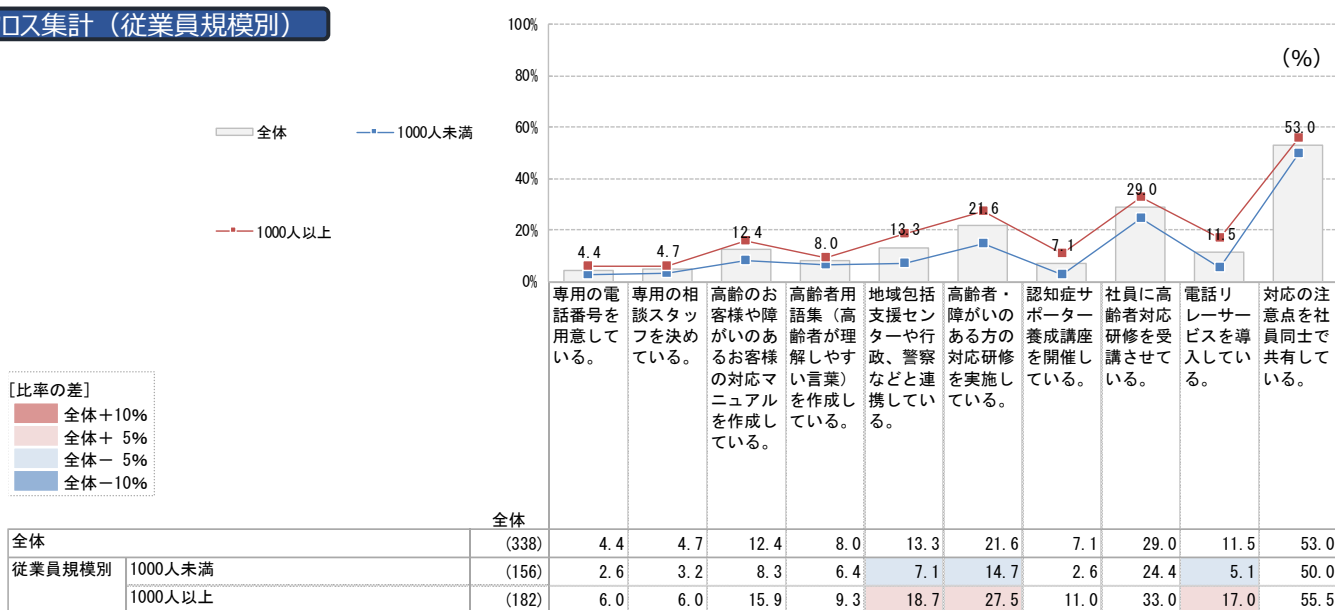 ロス集計（従業員規模別）
(%)
全体
1000人未満
1000人以上
100%
80%
60%
40%
20%
0%
4.4
4.7
12.4
8.0
13.3
21.6
7.1
29.0
11.5
53.0
専用の電
話番号を
用意して
いる。
専用の相
談スタッ
フを決め
ている。
高齢のお
客様や障
がいのあ
るお客様
の対応マ
ニュアル
を作成し
ている。
高齢者用
語集（高
齢者が理
解しやす
い言葉）
を作成し
ている。
地域包括
支援セン
ターや行
政、警察
などと連
携してい
る。
高齢者・
障がいの
ある方の
対応研修
を実施し
ている。
認知症サ
ポーター
養成講座
を開催し
ている。
社員に高
齢者対応
研修を受
講させて
いる。
電話リ
レーサー
ビスを導
入してい
る。
対応の注
意点を社
員同士で
共有して
いる。
[比率の差]
全体＋10%
全体＋ 5%
全体－ 5%
全体－10%
全体
全体 (338) 4.4 4.7 12.4 8.0 13.3 21.6 7.1 29.0 11.5 53.0
従業員規模別 1000人未満 (156) 2.6 3.2 8.3 6.4 7.1 14.7 2.6 24.4 5.1 50.0
1000人以上 (182) 6.0 6.0 15.9 9.3 18.7 27.5 11.0 33.0 17.0 55.5